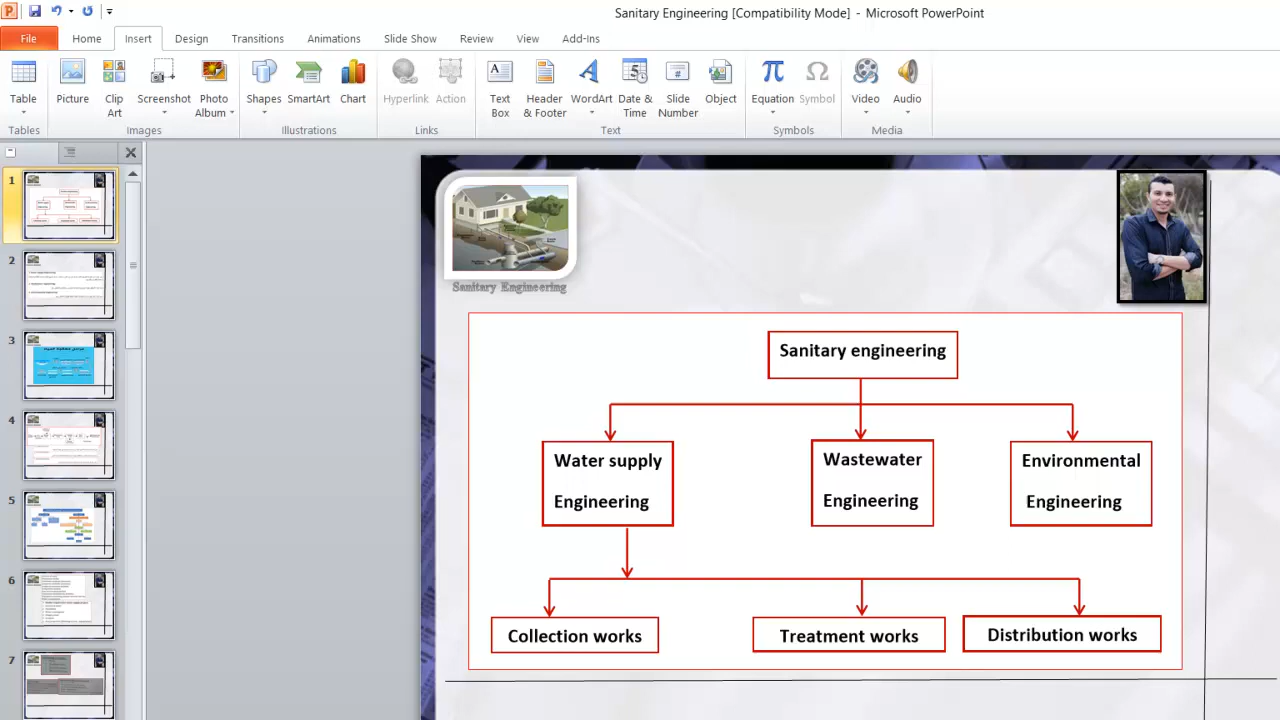 Sanitary Engineering [Compatibility Mode] - Microsoft PowerPoint
File Home Insert Design Transitions Animations Slide Show Review View Add-Ins
Table Picture Clip Art Screenshot Photo Album Shapes SmartArt Chart Hyperlink Action Text Box Header & Footer WordArt Date & Time Slide Number Object Equation Symbol Video Audio
Tables Images Illustrations Links Text Symbols Media
1
2
3
4
5
6
7
Sanitary Engineering
Sanitary engineering
Water supply
Engineering
Wastewater
Engineering
Environmental
Engineering
Collection works
Treatment works
Distribution works